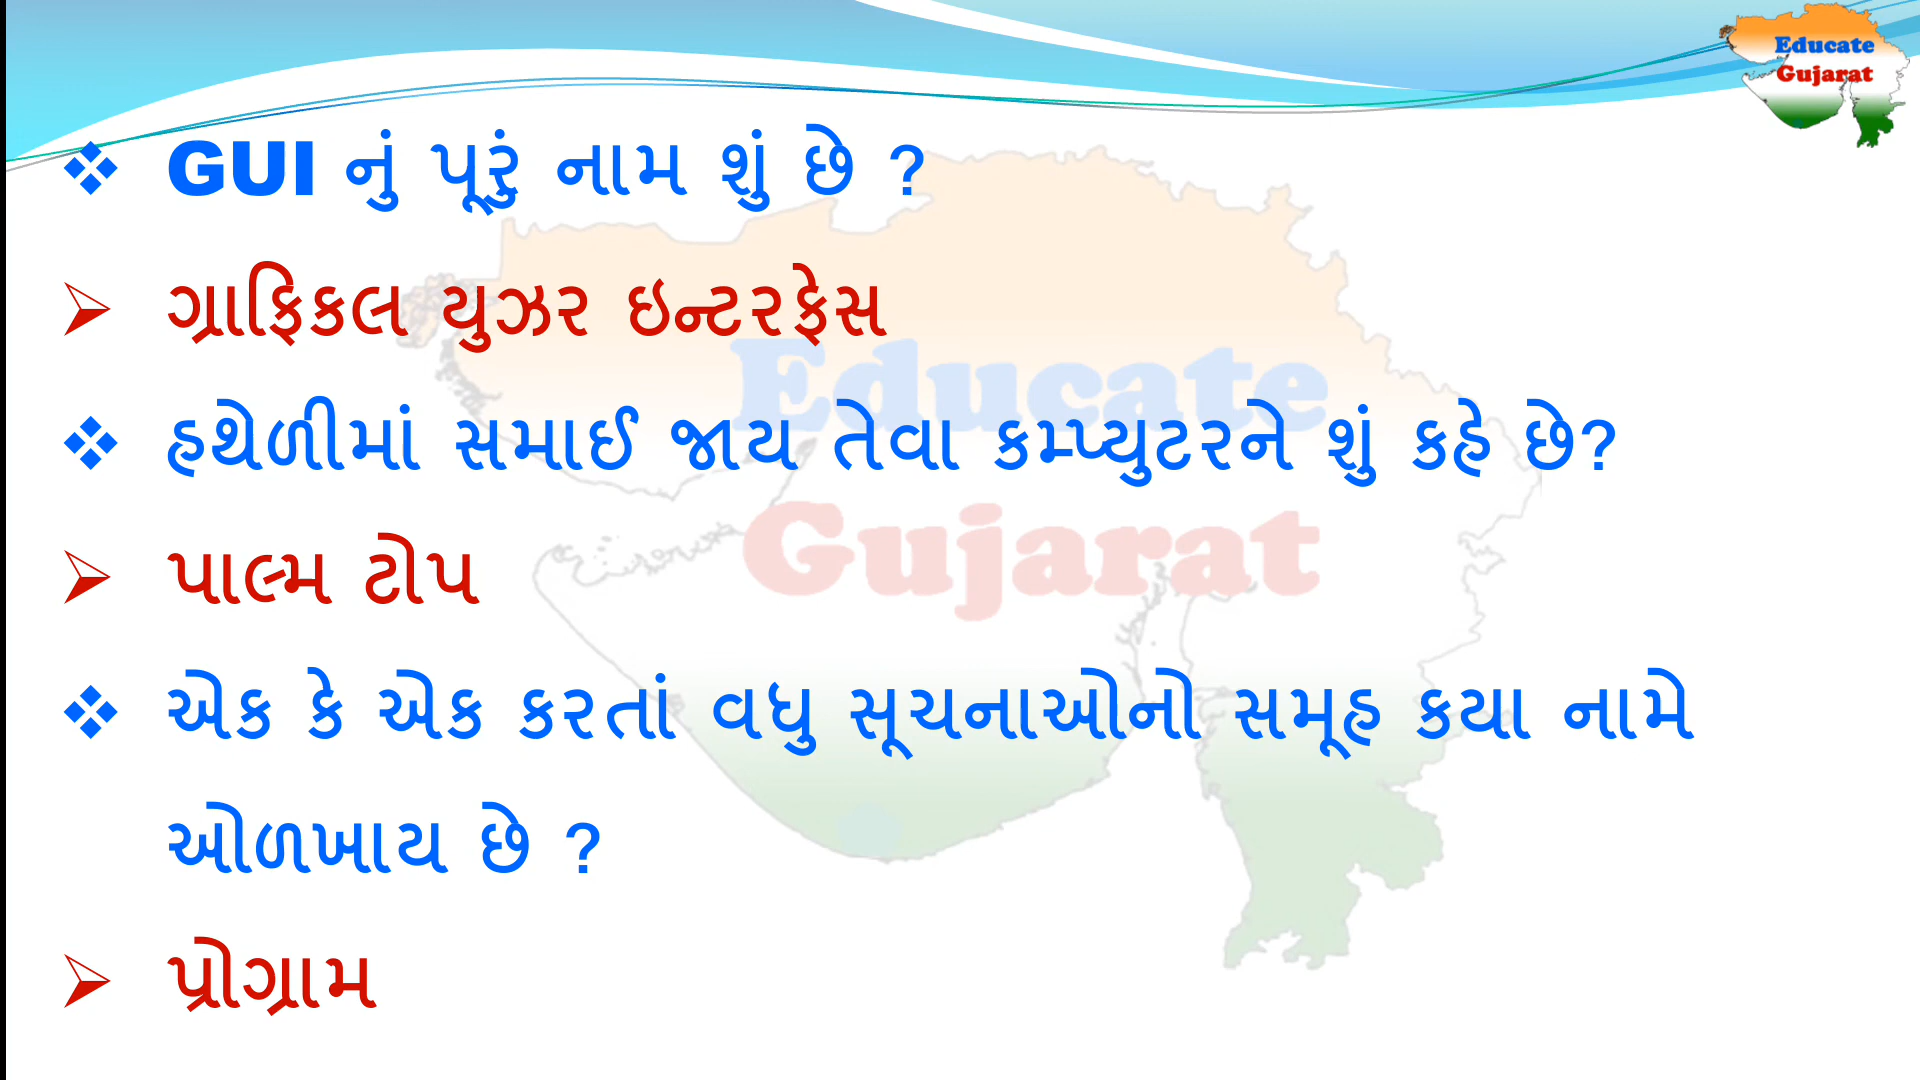 Educate
Gujarat
❖ GUI નું પૂરું નામ શું છે ?
➢ ગ્રાફિકલ યુઝર ઇન્ટરફેસ
❖ હથેળીમાં સમાઈ જાય તેવા કમ્પ્યુટરને શું કહે છે?
➢ પાલ્મ ટોપ
❖ એક કે એક કરતાં વધુ સૂચનાઓનો સમૂહ કયા નામે
ઓળખાય છે ?
➢ પ્રોગ્રામ
Educate
Gujarat